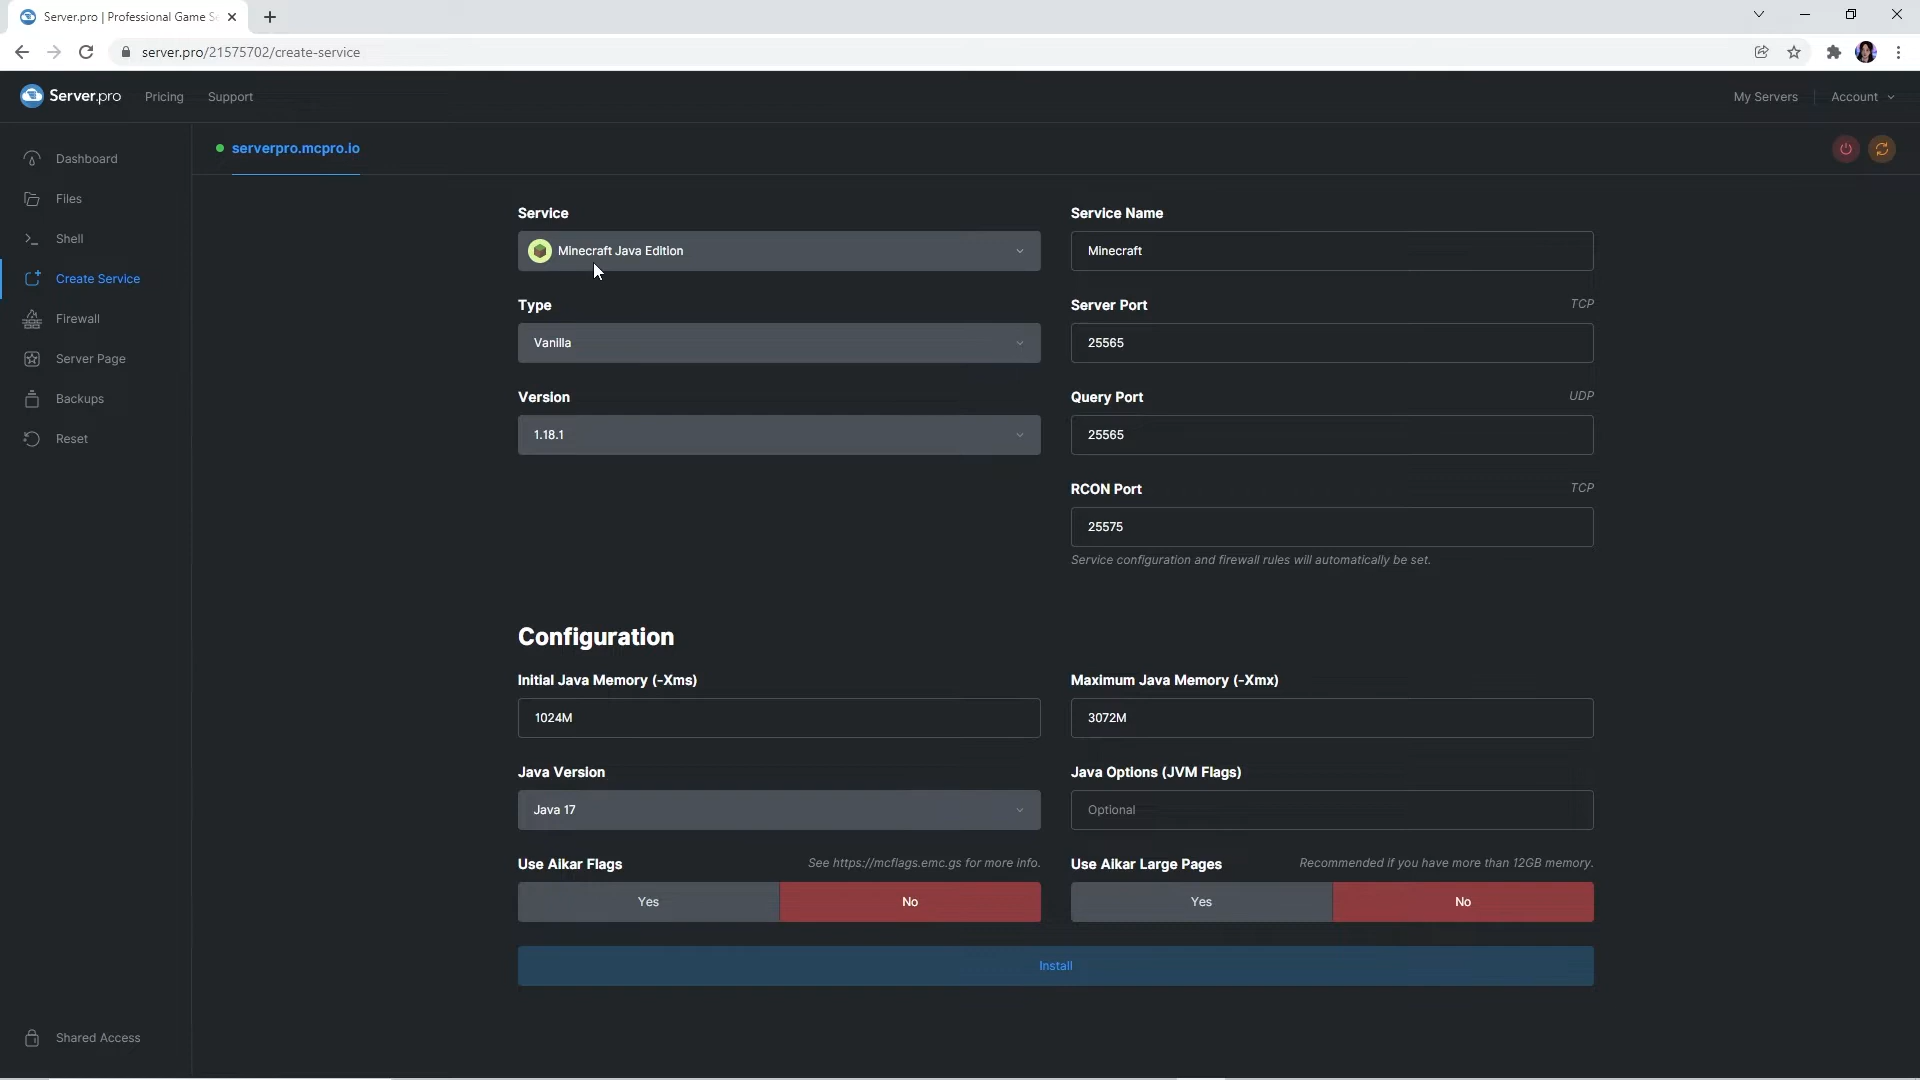 Server.pro | Professional Game S
server.pro/21575702/create-service
Server.pro
Pricing
Support
My Servers
Account
Dashboard
Files
Shell
Create Service
Firewall
Server Page
Backups
Reset
Shared Access
serverpro.mcpro.io
Service
Minecraft Java Edition
Service Name
Minecraft
Type
Vanilla
Server Port TCP
25565
Version
1.18.1
Query Port UDP
25565
RCON Port TCP
25575
Service configuration and firewall rules will automatically be set.
Configuration
Initial Java Memory (-Xms)
1024M
Maximum Java Memory (-Xmx)
3072M
Java Version
Java 17
Java Options (JVM Flags)
Optional
Use Aikar Flags See https://mcflags.emc.gs for more info.
Yes No
Use Aikar Large Pages Recommended if you have more than 12GB memory.
Yes No
Install